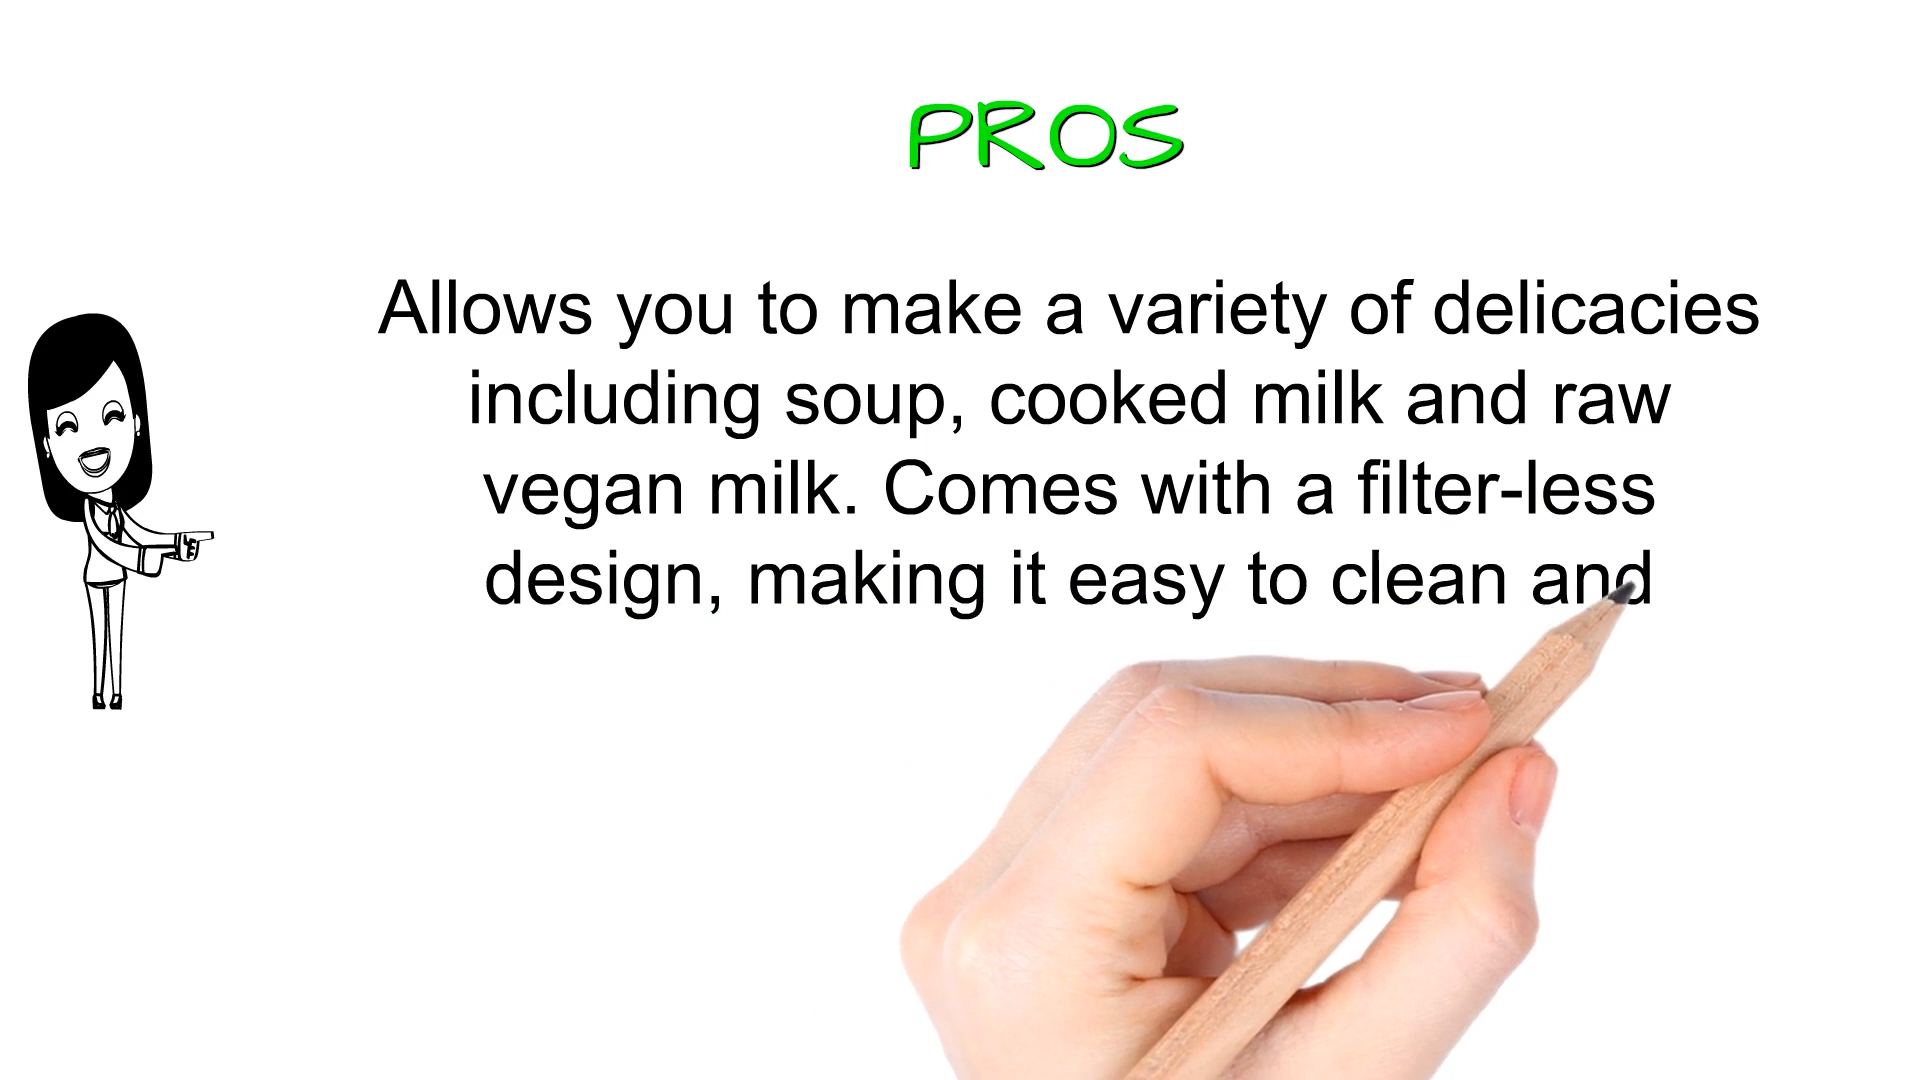 PROS
Allows you to make a variety of delicacies
including soup, cooked milk and raw
vegan milk. Comes with a filter-less
design, making it easy to clean and